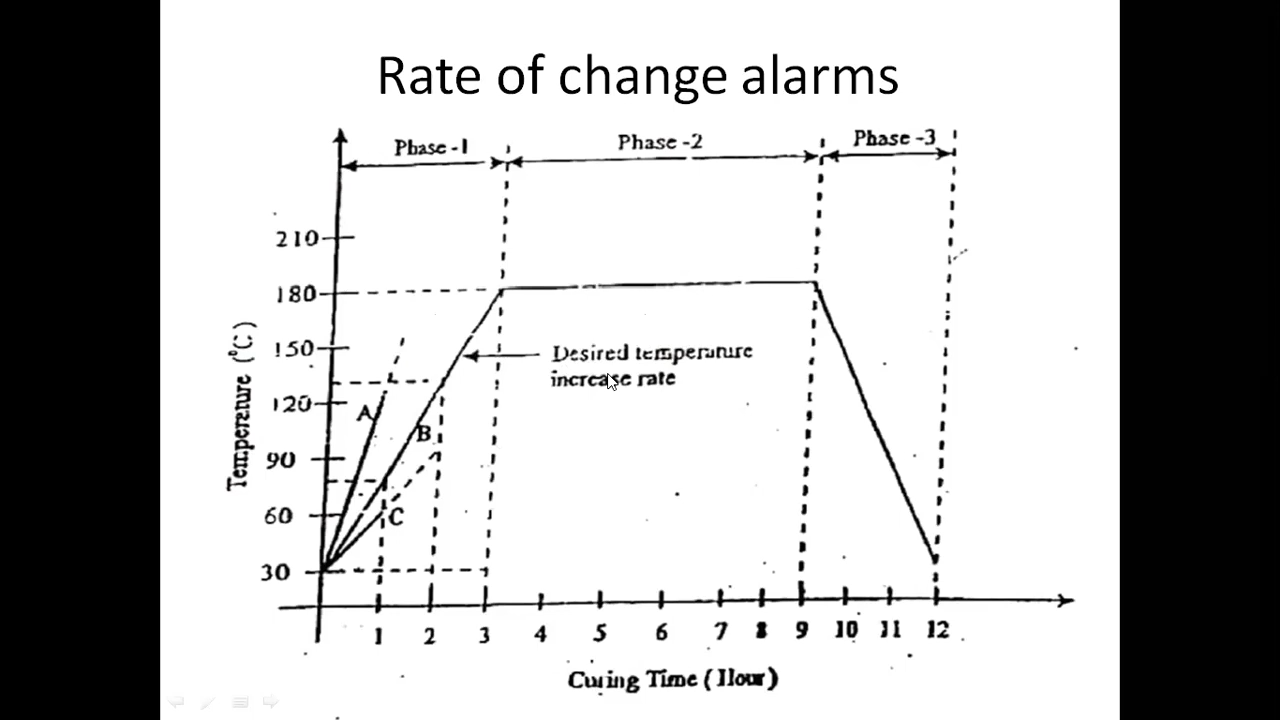 Rate of change alarms
Phase -1
Phase -2
Phase -3
210
180
150
120
90
60
30
Temperature (⁰C)
Desired temperature
increase rate
A
B
C
1 2 3 4 5 6 7 8 9 10 11 12
Curing Time (Hour)